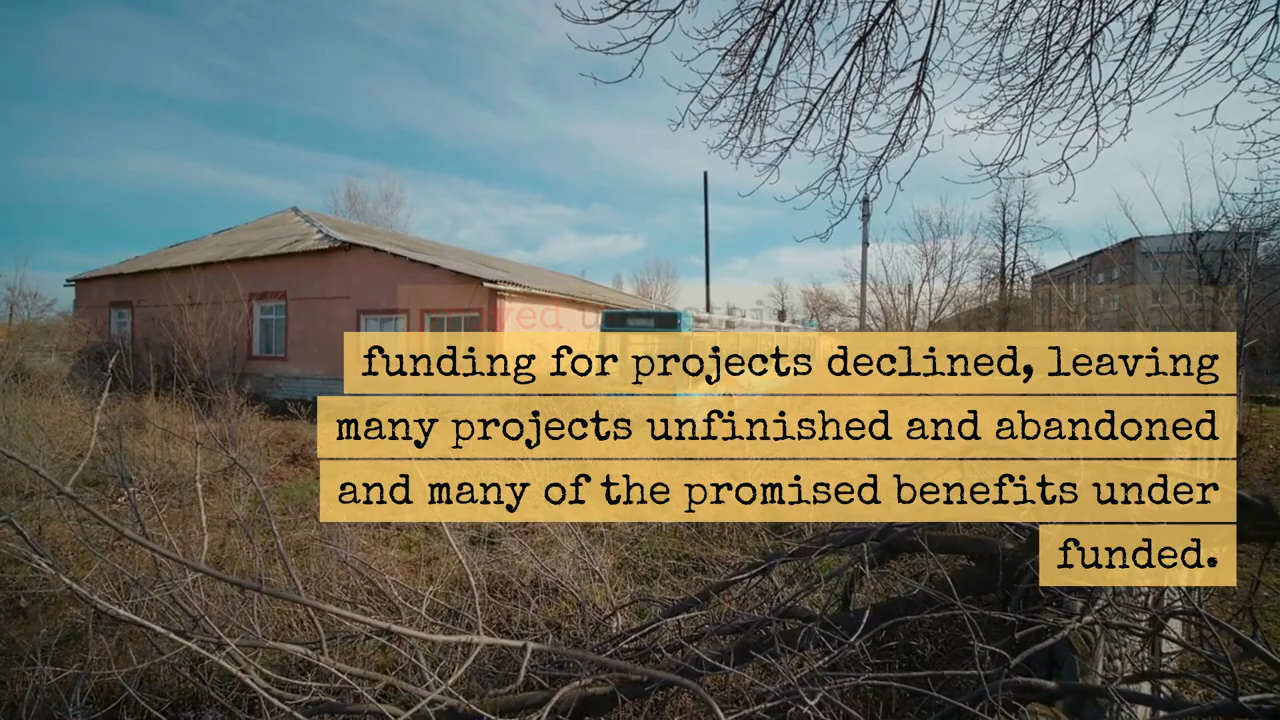 funding for projects declined, leaving
many projects unfinished and abandoned
and many of the promised benefits under
funded.